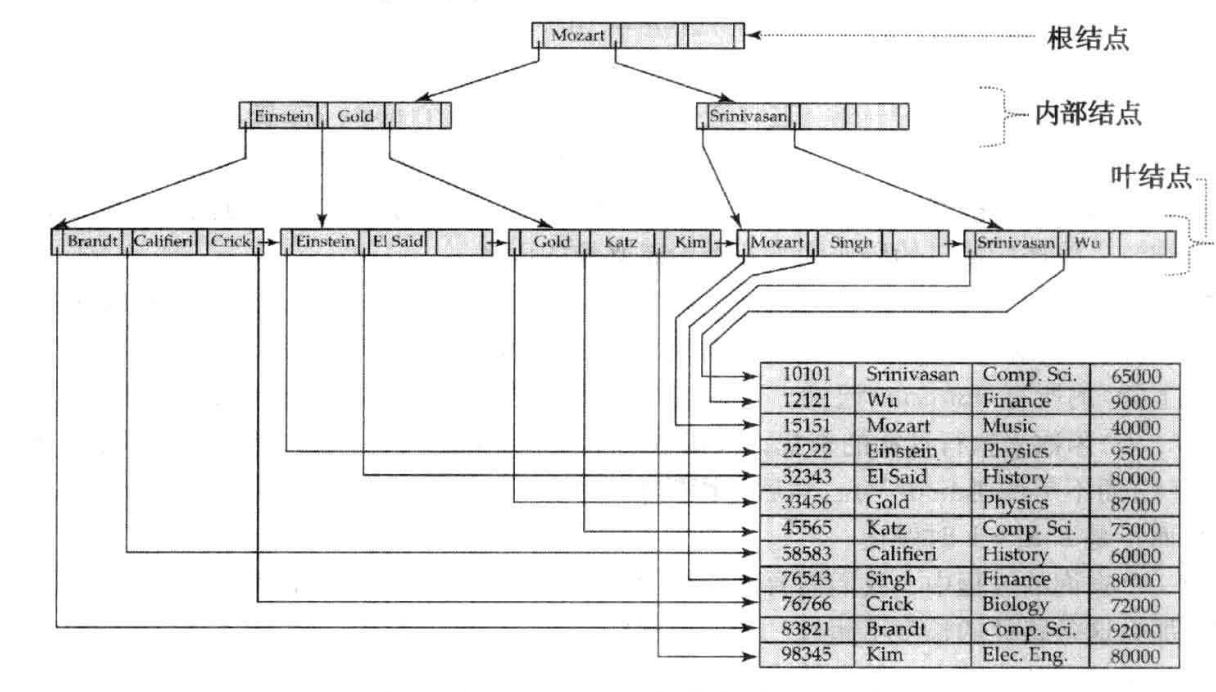 Mozart
根结点
Einstein Gold
Srinivasan
内部结点
叶结点
Brandt Califieri Crick Einstein El Said Gold Katz Kim Mozart Singh Srinivasan Wu
10101 Srinivasan Comp. Sci. 65000
12121 Wu Finance 90000
15151 Mozart Music 40000
22222 Einstein Physics 95000
32343 El Said History 80000
33456 Gold Physics 87000
45565 Katz Comp. Sci. 75000
58583 Califieri History 60000
76543 Singh Finance 80000
76766 Crick Biology 72000
83821 Brandt Comp. Sci. 92000
98345 Kim Elec. Eng. 80000